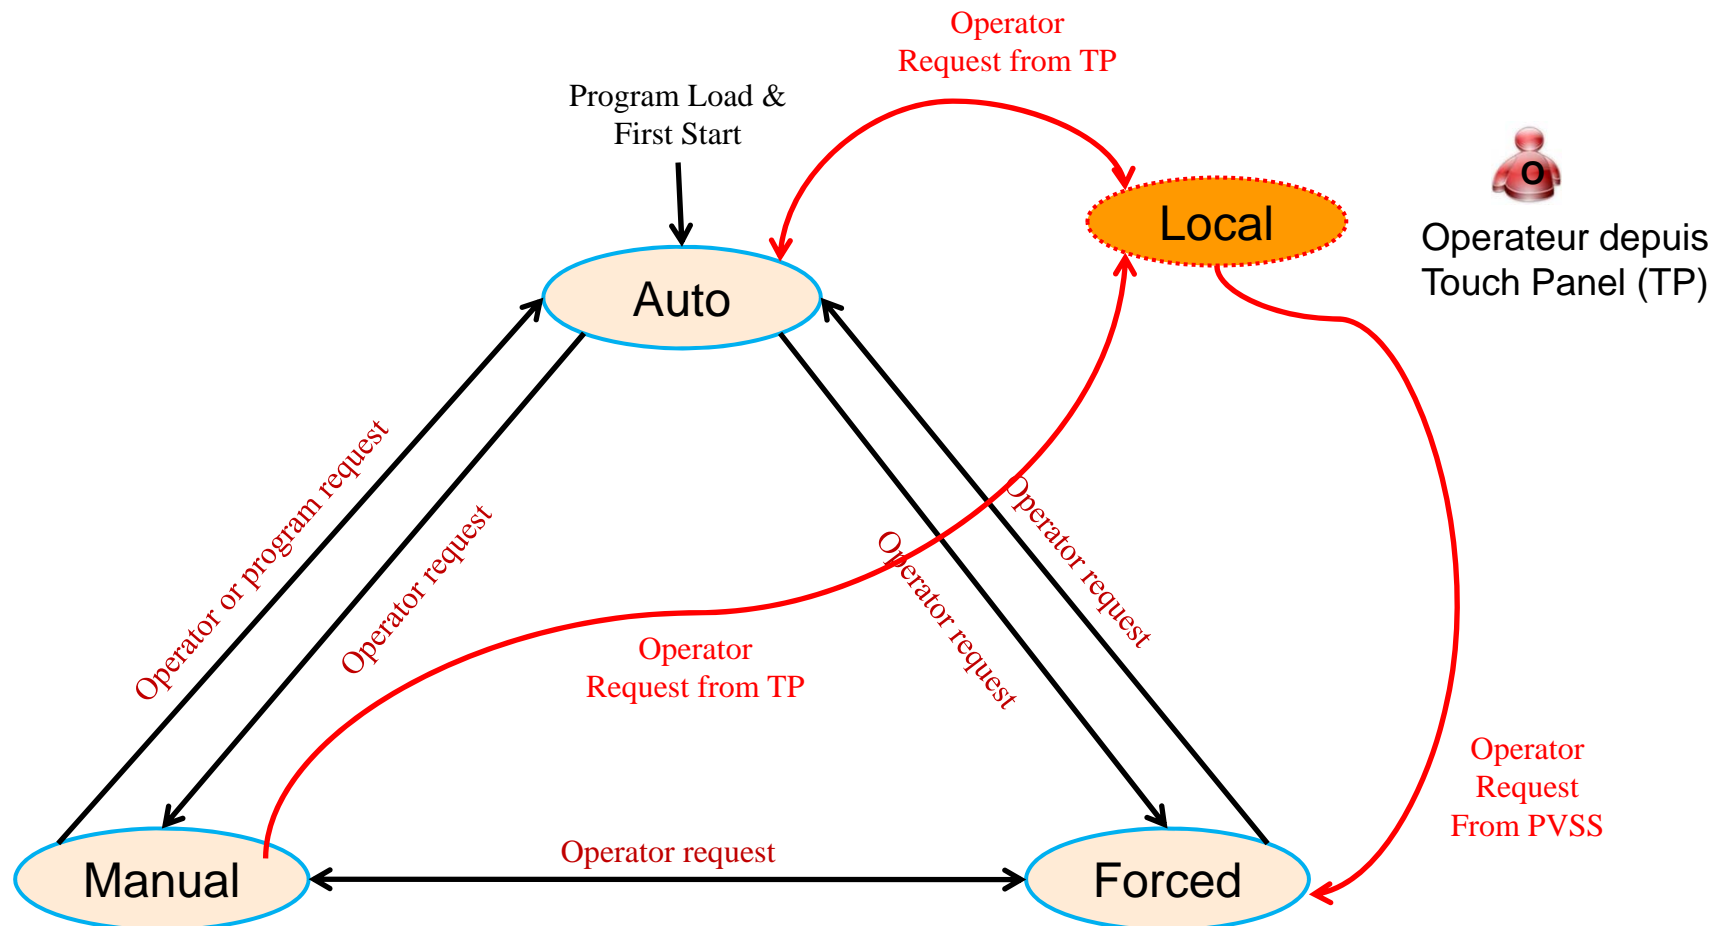 Operator
Request from TP
Program Load &
First Start
O
Local
Operateur depuis
Touch Panel (TP)
Auto
Operator or program request
Operator request
Operator request
Operator request
Operator
Request from TP
Operator
Request
From PVSS
Operator request
Manual
Forced